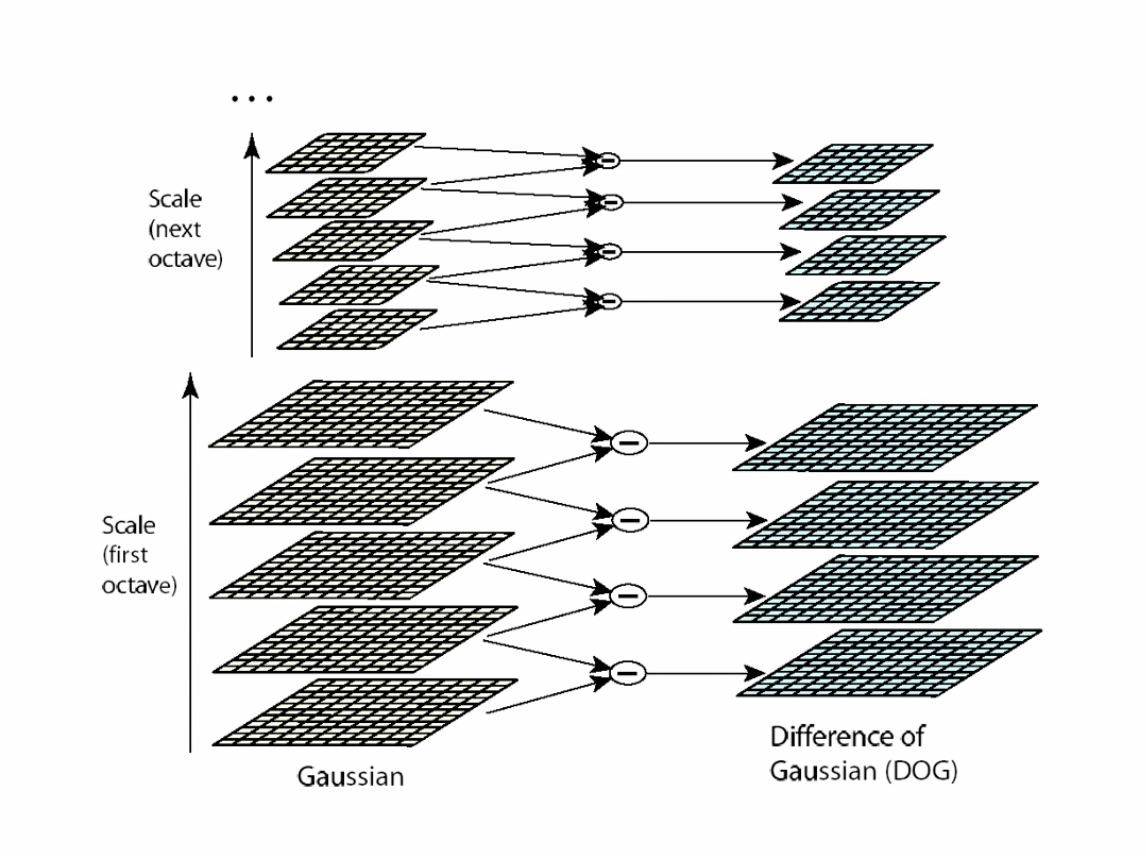 ...
Scale
(next
octave)
Scale
(first
octave)
Gaussian
Difference of
Gaussian (DOG)